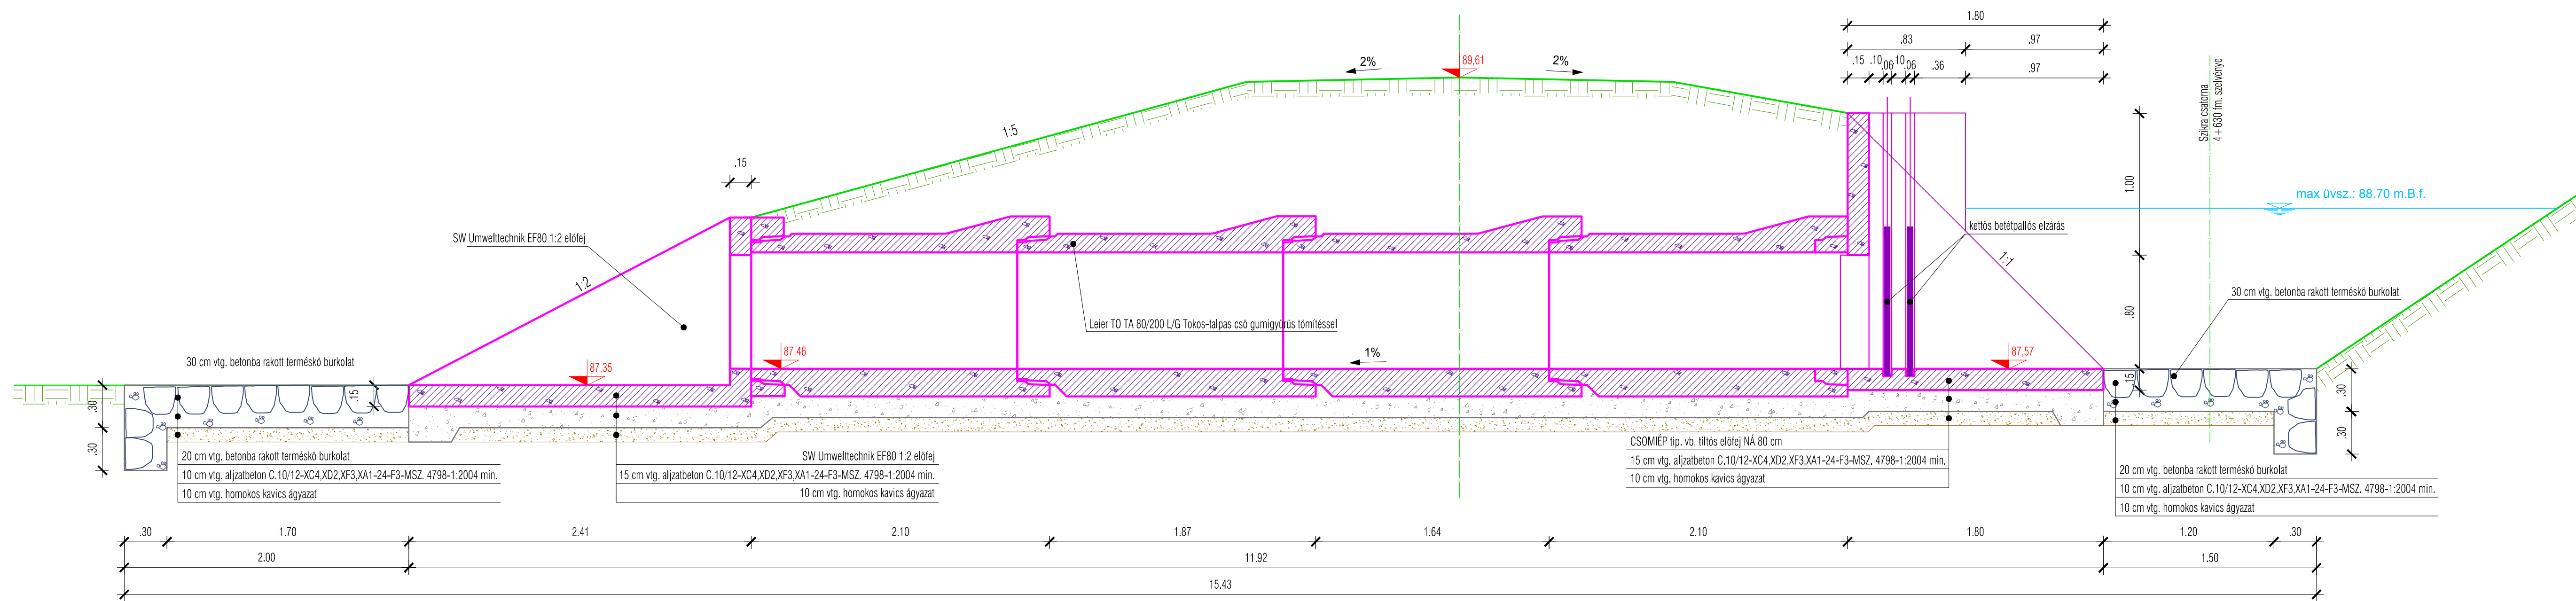 1.80
.83
.97
.15
.10
.06
.10
.06
.36
.97
2%
89,61
2%
1:5
.15
Szikra csatorna
4+630 fm. szelvénye
max üvsz.: 88.70 m.B.f.
1.00
SW Umwelttechnik EF80 1:2 előfej
kettős betétpallós elzárás
1:2
1:1
30 cm vtg. betonba rakott terméskő burkolat
.80
Leier TO TA 80/200 L/G Tokos-talpas cső gumigyűrűs tömítéssel
30 cm vtg. betonba rakott terméskő burkolat
87,35
87,46
1%
87,57
.15
.15
.30
.30
.30
.30
20 cm vtg. betonba rakott terméskő burkolat
10 cm vtg. aljzatbeton C.10/12-XC4,XD2,XF3,XA1-24-F3-MSZ. 4798-1:2004 min.
10 cm vtg. homokos kavics ágyazat
SW Umwelttechnik EF80 1:2 előfej
15 cm vtg. aljzatbeton C.10/12-XC4,XD2,XF3,XA1-24-F3-MSZ. 4798-1:2004 min.
10 cm vtg. homokos kavics ágyazat
CSOMIÉP tip. vb, tiltós előfej NÁ 80 cm
15 cm vtg. aljzatbeton C.10/12-XC4,XD2,XF3,XA1-24-F3-MSZ. 4798-1:2004 min.
10 cm vtg. homokos kavics ágyazat
20 cm vtg. betonba rakott terméskő burkolat
10 cm vtg. aljzatbeton C.10/12-XC4,XD2,XF3,XA1-24-F3-MSZ. 4798-1:2004 min.
10 cm vtg. homokos kavics ágyazat
.30
1.70
2.41
2.10
1.87
1.64
2.10
1.80
1.20
.30
2.00
11.92
1.50
15.43